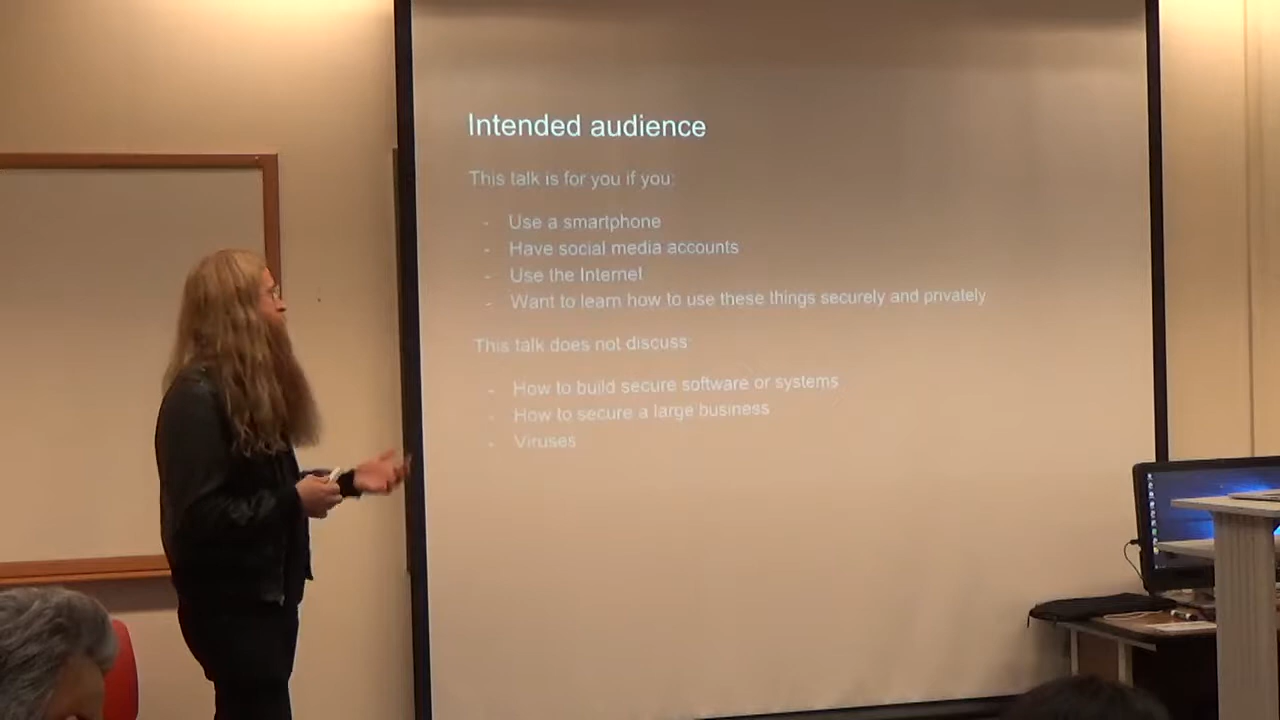 Intended audience
This talk is for you if you:
- Use a smartphone
- Have social media accounts
- Use the Internet
- Want to learn how to use these things securely and privately
This talk does not discuss:
- How to build secure software or systems
- How to secure a large business
- Viruses